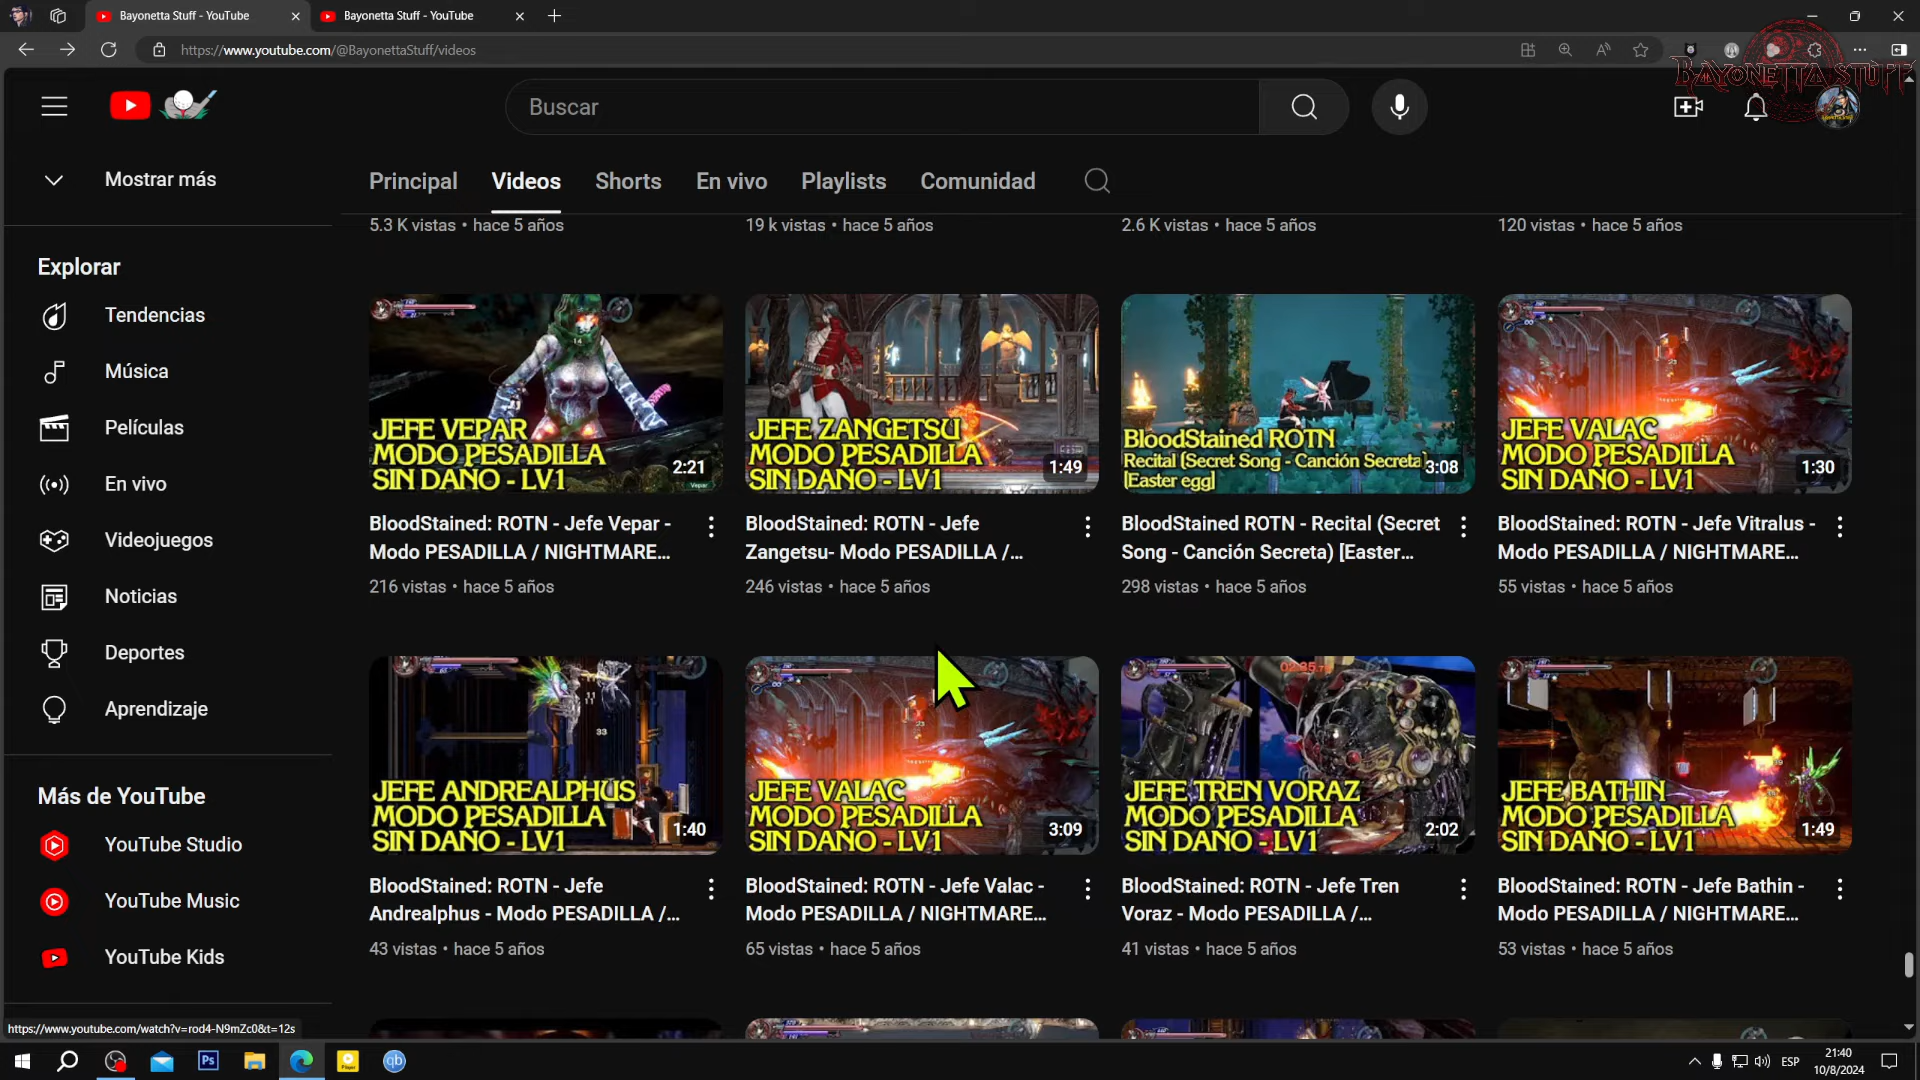 Bayonetta Stuff - YouTube
Bayonetta Stuff - YouTube
https://www.youtube.com/@BayonettaStuff/videos
BAYONETTA STUFF
Buscar
Mostrar más
Principal
Videos
Shorts
En vivo
Playlists
Comunidad
5.3 K vistas • hace 5 años
19 k vistas • hace 5 años
2.6 K vistas • hace 5 años
120 vistas • hace 5 años
Explorar
Tendencias
Música
Películas
En vivo
Videojuegos
Noticias
Deportes
Aprendizaje
Más de YouTube
YouTube Studio
YouTube Music
YouTube Kids
JEFE VEPAR
MODO PESADILLA
SIN DAÑO - LV1
2:21
Vepar
BloodStained: ROTN - Jefe Vepar -
Modo PESADILLA / NIGHTMARE...
216 vistas • hace 5 años
JEFE ZANGETSU
MODO PESADILLA
SIN DAÑO - LV1
1:49
BloodStained: ROTN - Jefe
Zangetsu- Modo PESADILLA /...
246 vistas • hace 5 años
BloodStained ROTN
Recital (Secret Song - Canción Secreta)
[Easter egg]
3:08
BloodStained ROTN - Recital (Secret
Song - Canción Secreta) [Easter...
298 vistas • hace 5 años
JEFE VALAC
MODO PESADILLA
SIN DAÑO - LV1
1:30
BloodStained: ROTN - Jefe Vitralus -
Modo PESADILLA / NIGHTMARE...
55 vistas • hace 5 años
JEFE ANDREALPHUS
MODO PESADILLA
SIN DAÑO - LV1
33
1:40
BloodStained: ROTN - Jefe
Andrealphus - Modo PESADILLA /...
43 vistas • hace 5 años
JEFE VALAC
MODO PESADILLA
SIN DAÑO - LV1
3:09
BloodStained: ROTN - Jefe Valac -
Modo PESADILLA / NIGHTMARE...
65 vistas • hace 5 años
JEFE TREN VORAZ
MODO PESADILLA
SIN DAÑO - LV1
2:02
BloodStained: ROTN - Jefe Tren
Voraz - Modo PESADILLA /...
41 vistas • hace 5 años
JEFE BATHIN
MODO PESADILLA
SIN DAÑO - LV1
1:49
BloodStained: ROTN - Jefe Bathin -
Modo PESADILLA / NIGHTMARE...
53 vistas • hace 5 años
https://www.youtube.com/watch?v=rod4-N9mZc0&t=12s
Ps
Player
qb
ESP
21:40
10/8/2024